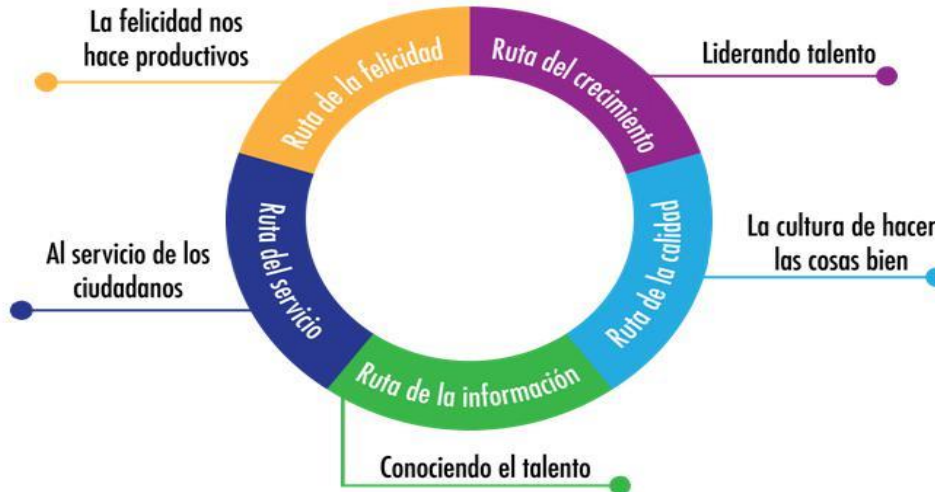 La felicidad nos
hace productivos
Ruta de la felicidad
Ruta del crecimiento
Liderando talento
Al servicio de los
ciudadanos
Ruta del servicio
Ruta de la calidad
La cultura de hacer
las cosas bien
Ruta de la información
Conociendo el talento